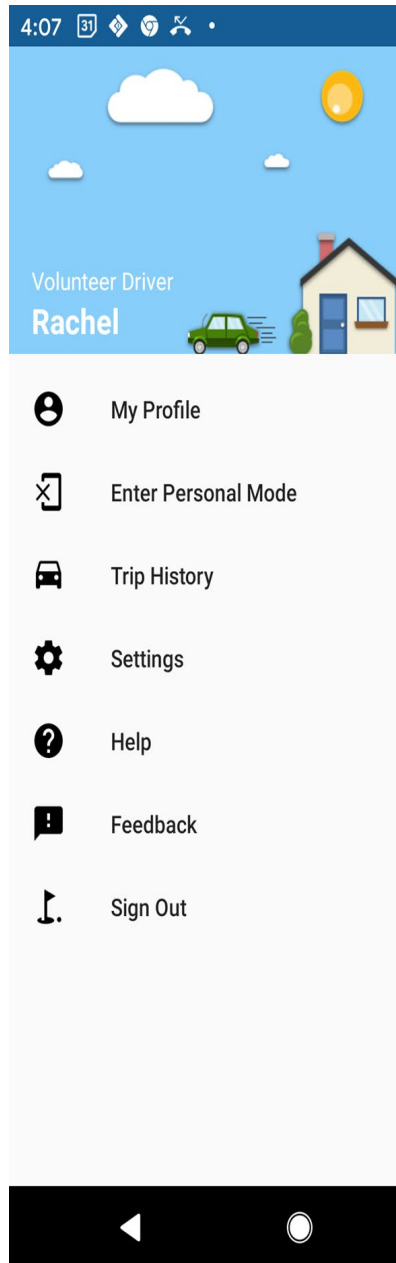 4:07 31
Volunteer Driver
Rachel
My Profile
Enter Personal Mode
Trip History
Settings
Help
Feedback
Sign Out